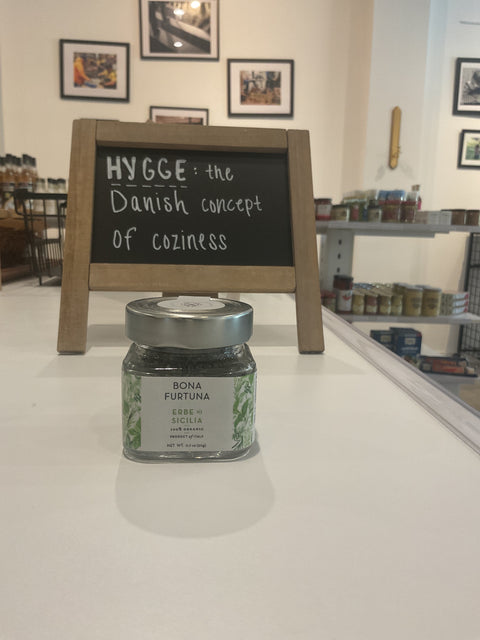 HYGGE: the
Danish concept
of coziness
BONA
FURTUNA
ERBE di
SICILIA
100% ORGANIC
PRODUCT of ITALY